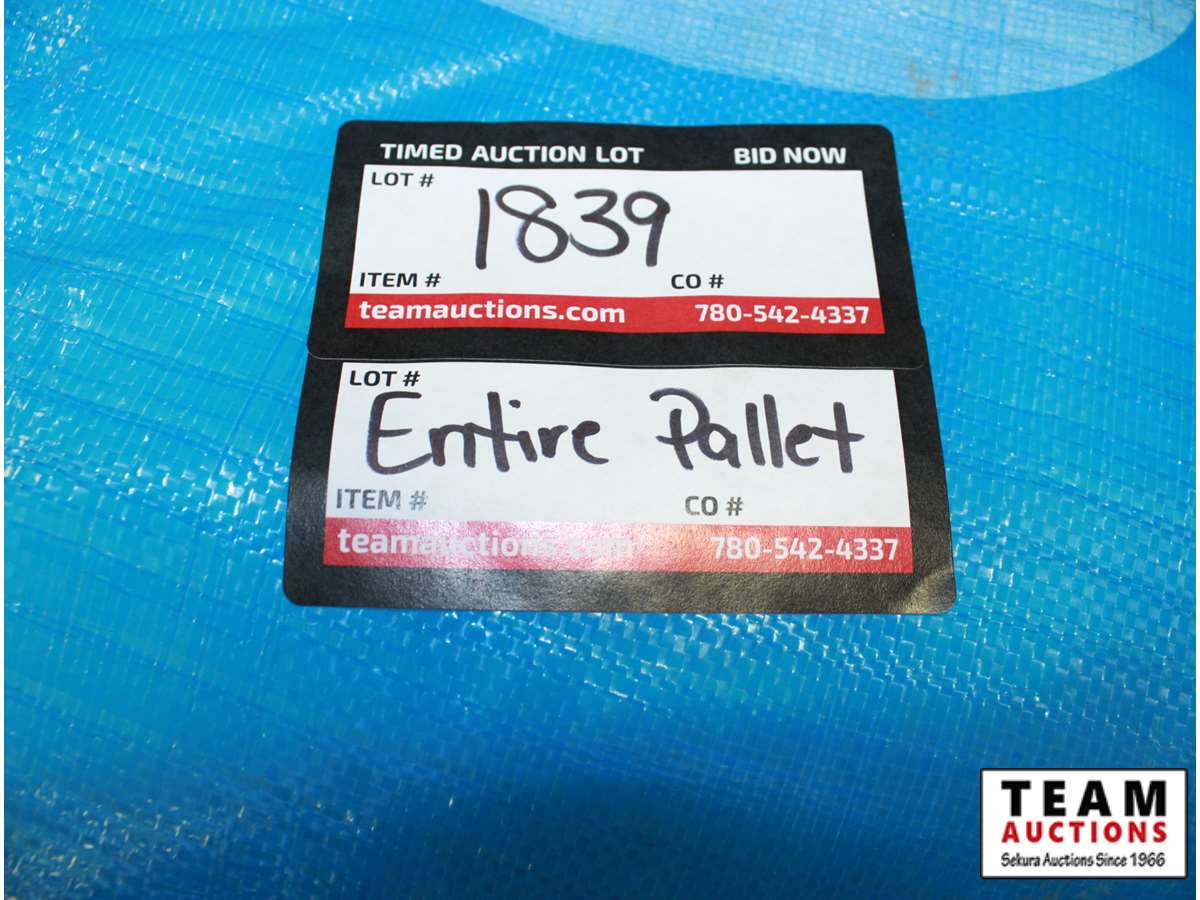 TIMED AUCTION LOT BID NOW
LOT #
1839
ITEM # CO #
teamauctions.com 780-542-4337
LOT #
Entire Pallet
ITEM # CO #
teamauctions.com 780-542-4337
TEAM
AUCTIONS
Sekura Auctions Since 1966